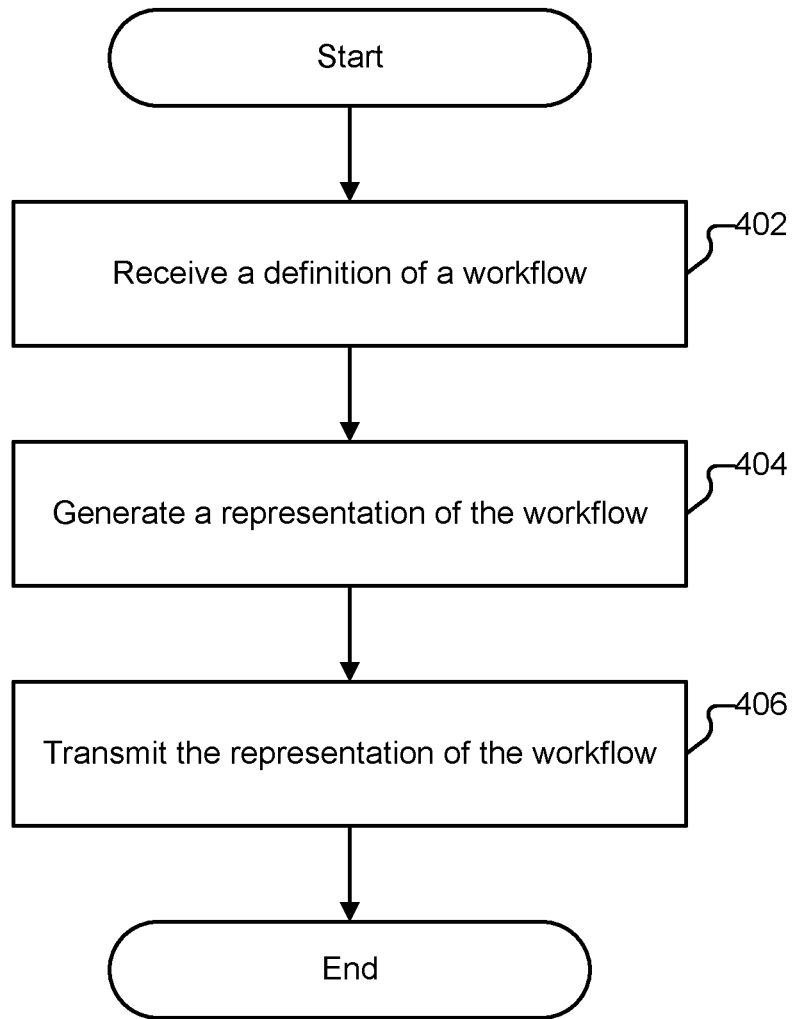 Start
402
Receive a definition of a workflow
404
Generate a representation of the workflow
406
Transmit the representation of the workflow
End